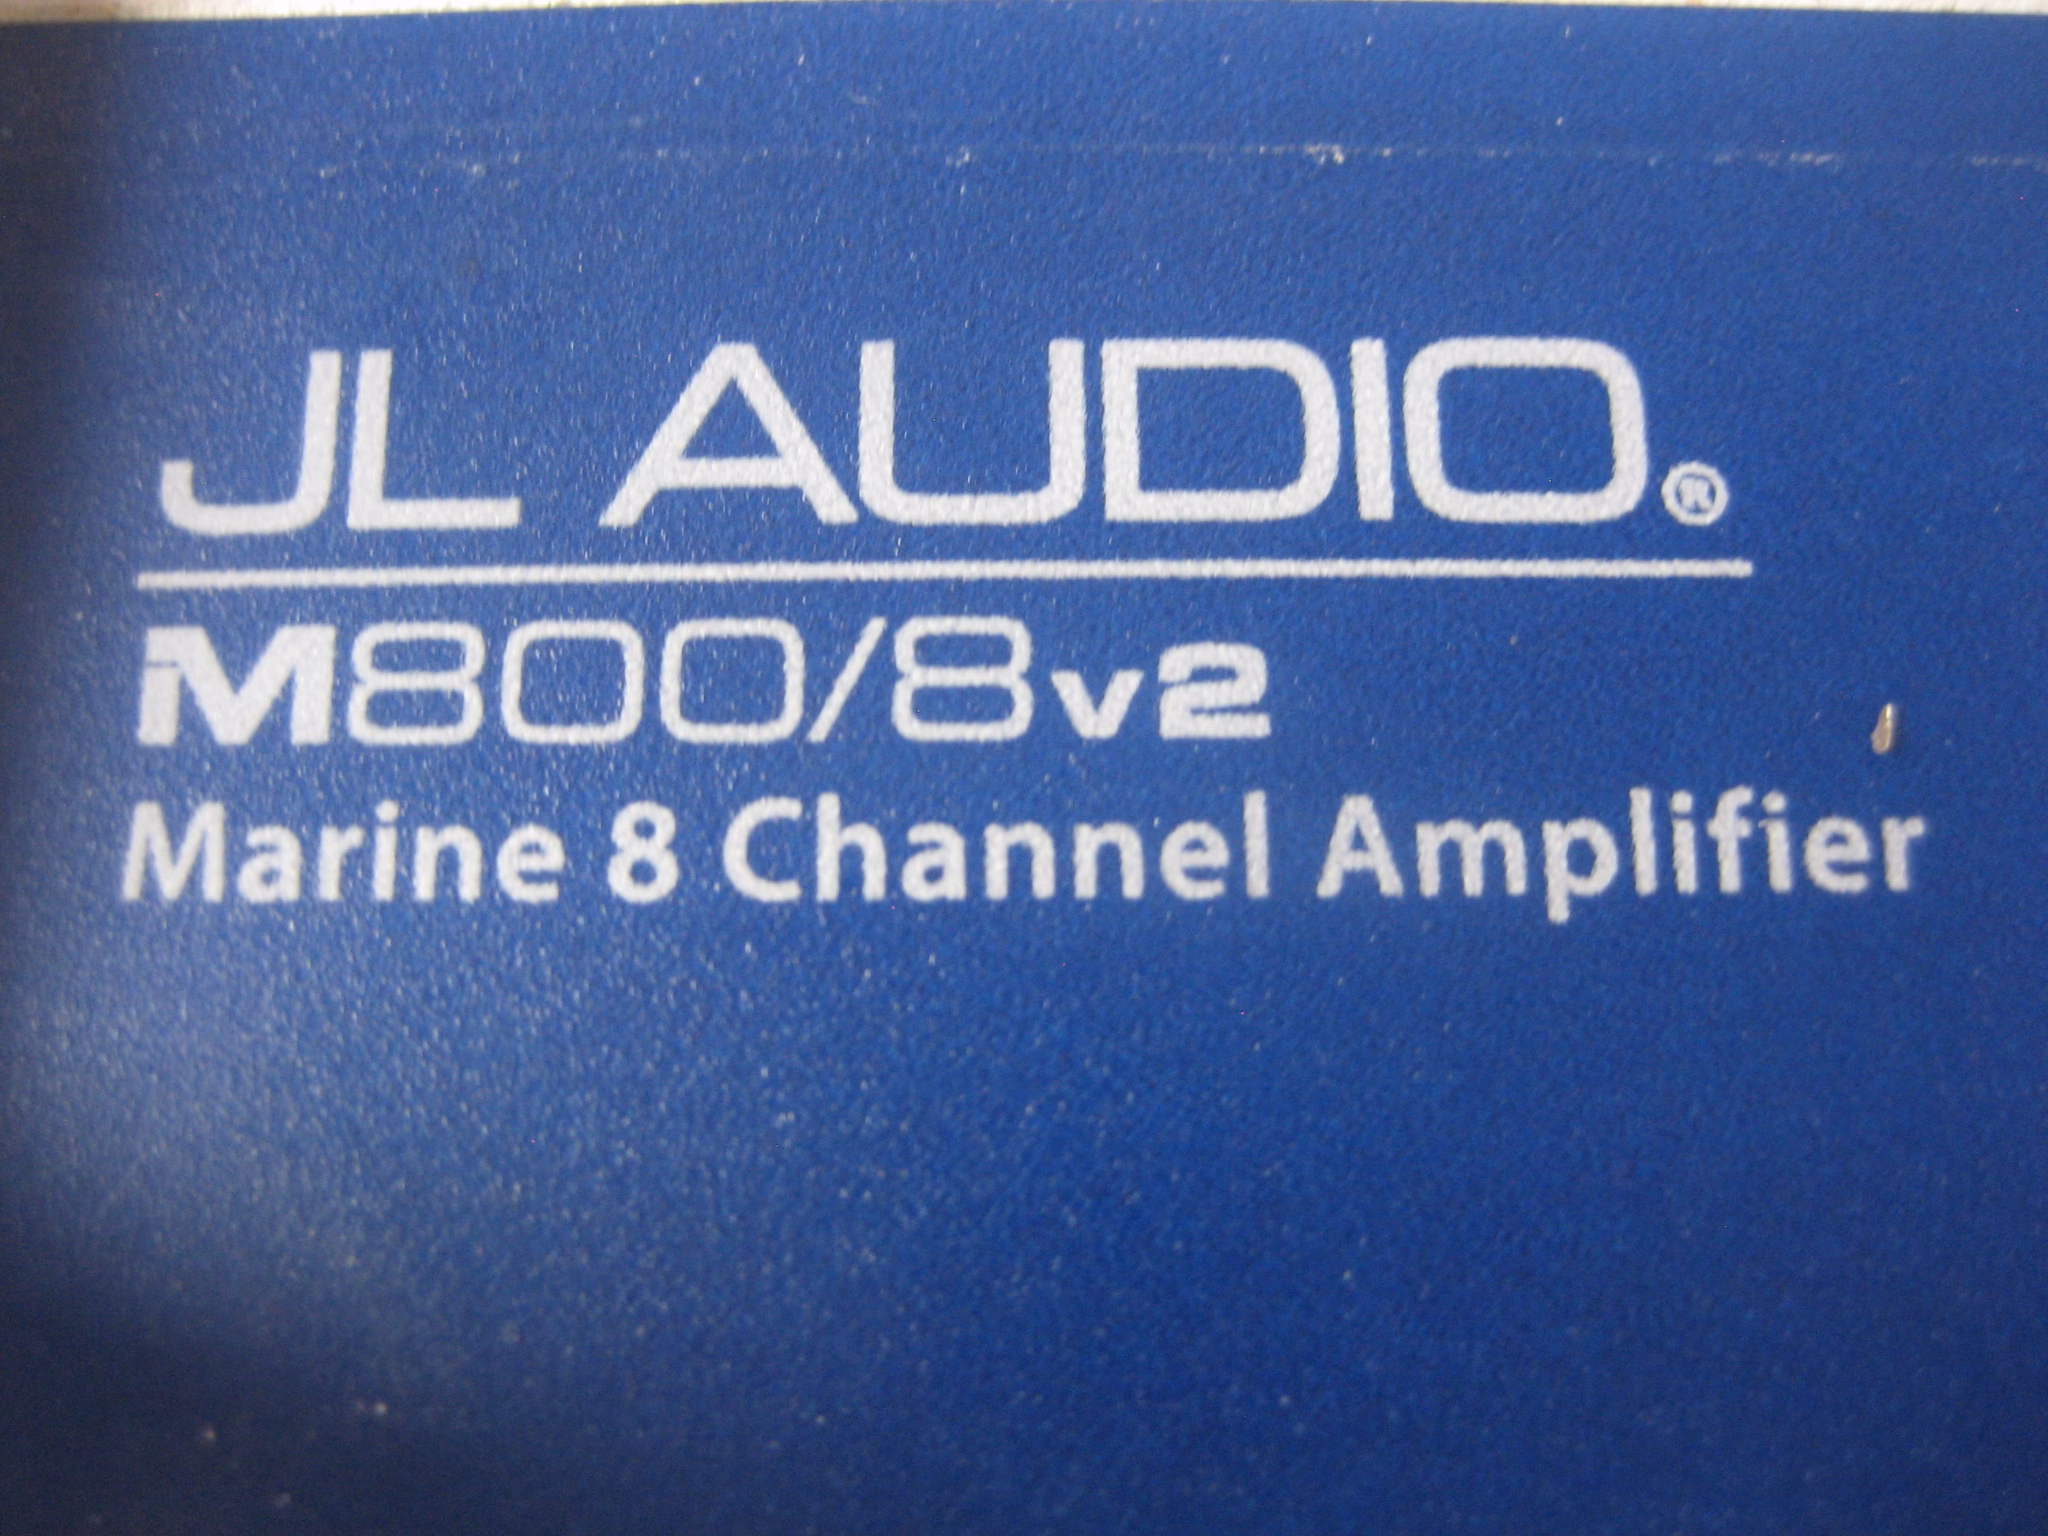 JL AUDIO®
M800/8v2
Marine 8 Channel Amplifier